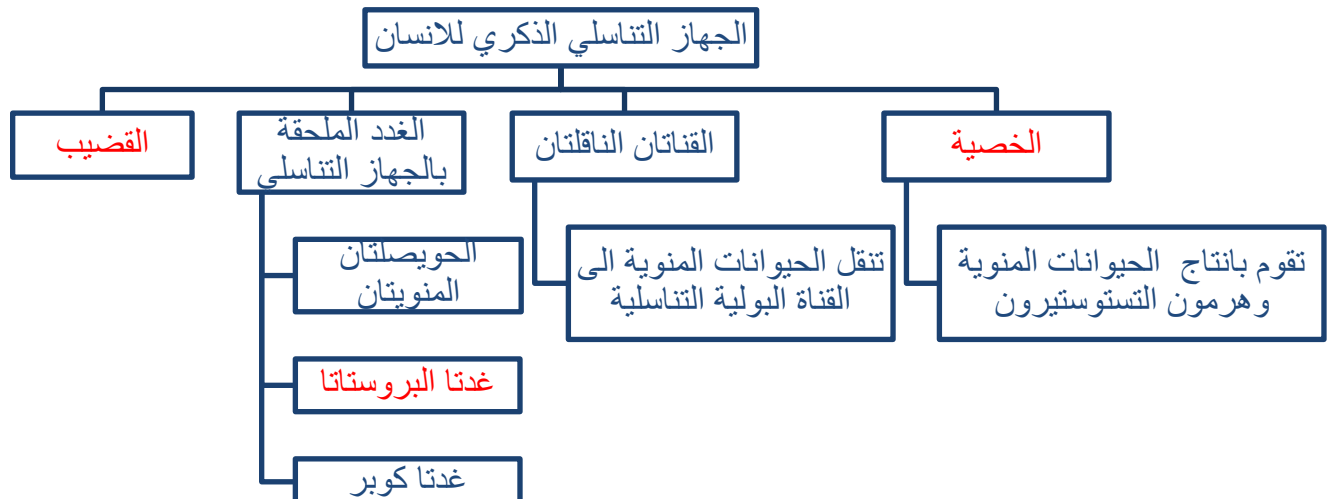 الجهاز التناسلي الذكري للانسان
الخصية
القناتان الناقلتان
الغدد الملحقة
بالجهاز التناسلي
القضيب
تقوم بانتاج الحيوانات المنوية
وهرمون التستوستيرون
تنقل الحيوانات المنوية الى
القناة البولية التناسلية
الحويصلتان
المنويتان
غدتا البروستاتا
غدتا كوبر